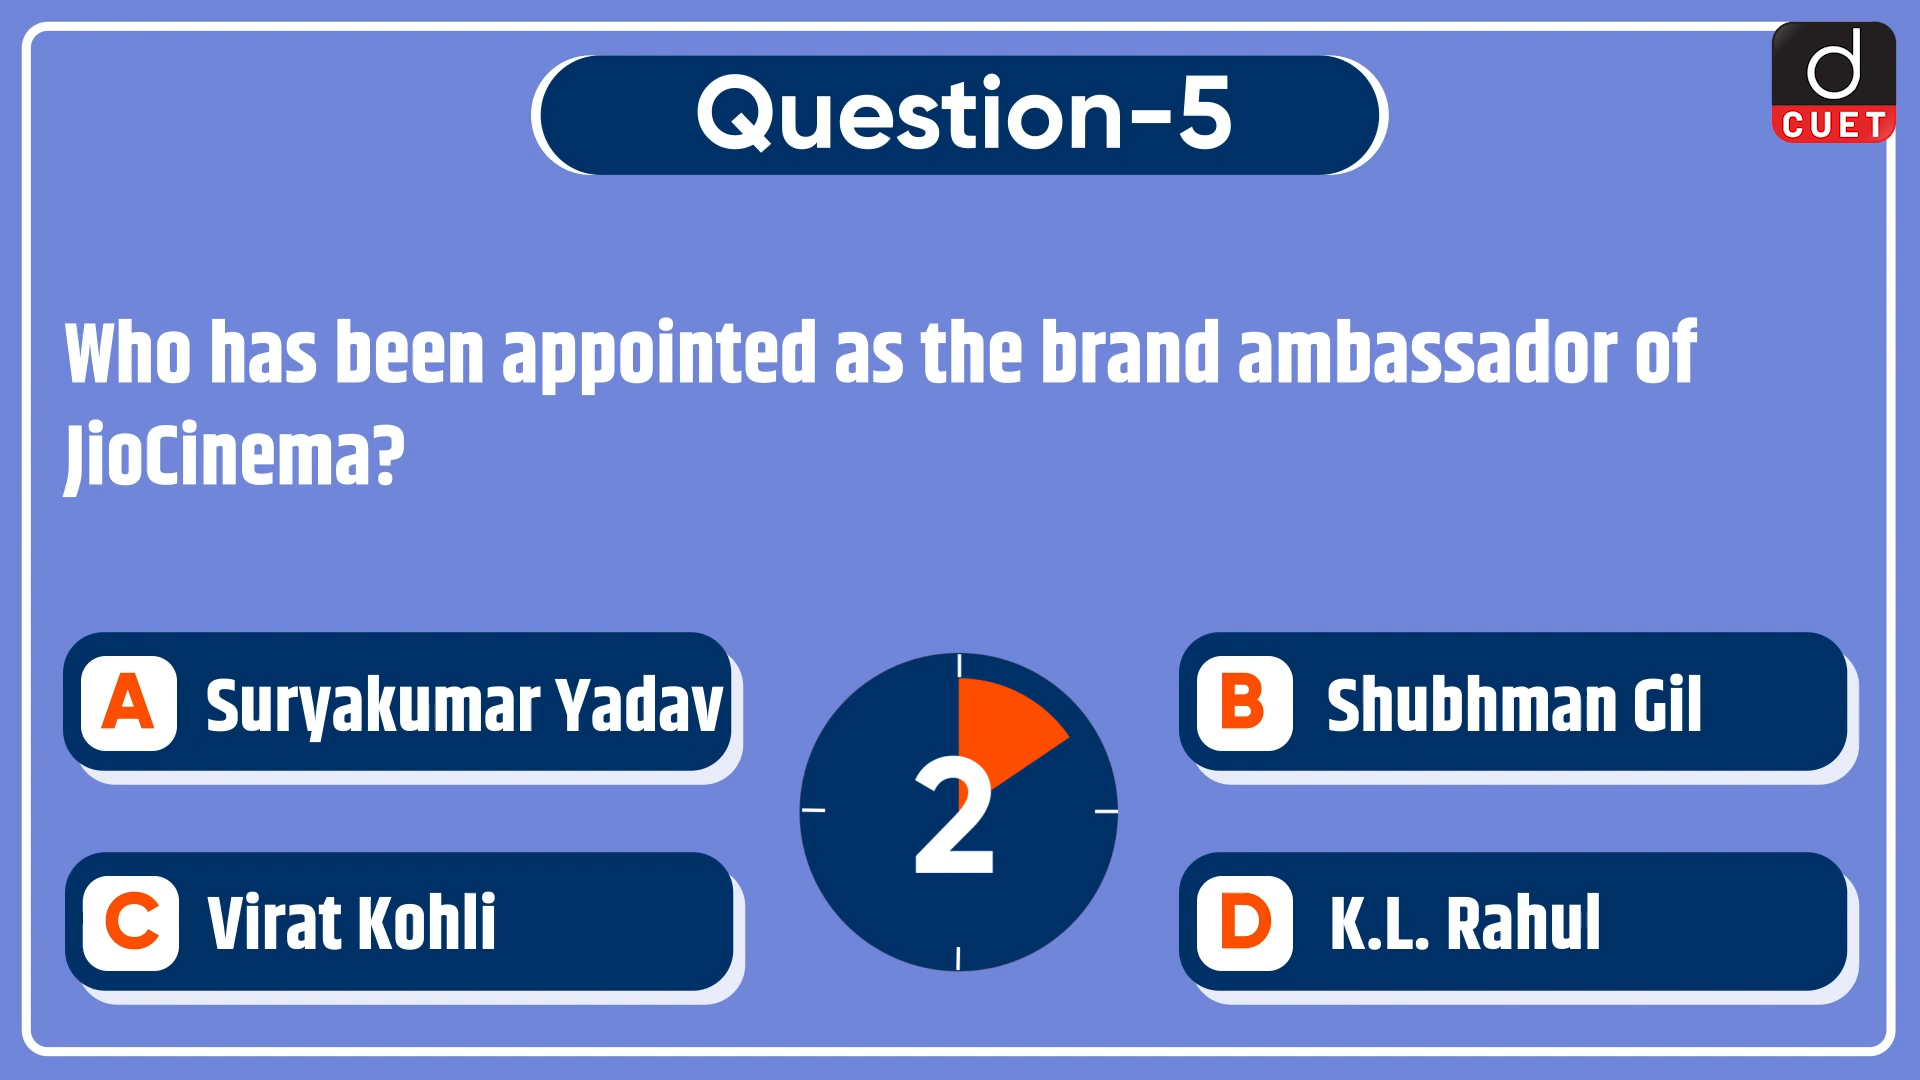 Question-5
d
CUET
Who has been appointed as the brand ambassador of
JioCinema?
A Suryakumar Yadav
B Shubhman Gil
2
C Virat Kohli
D K.L. Rahul